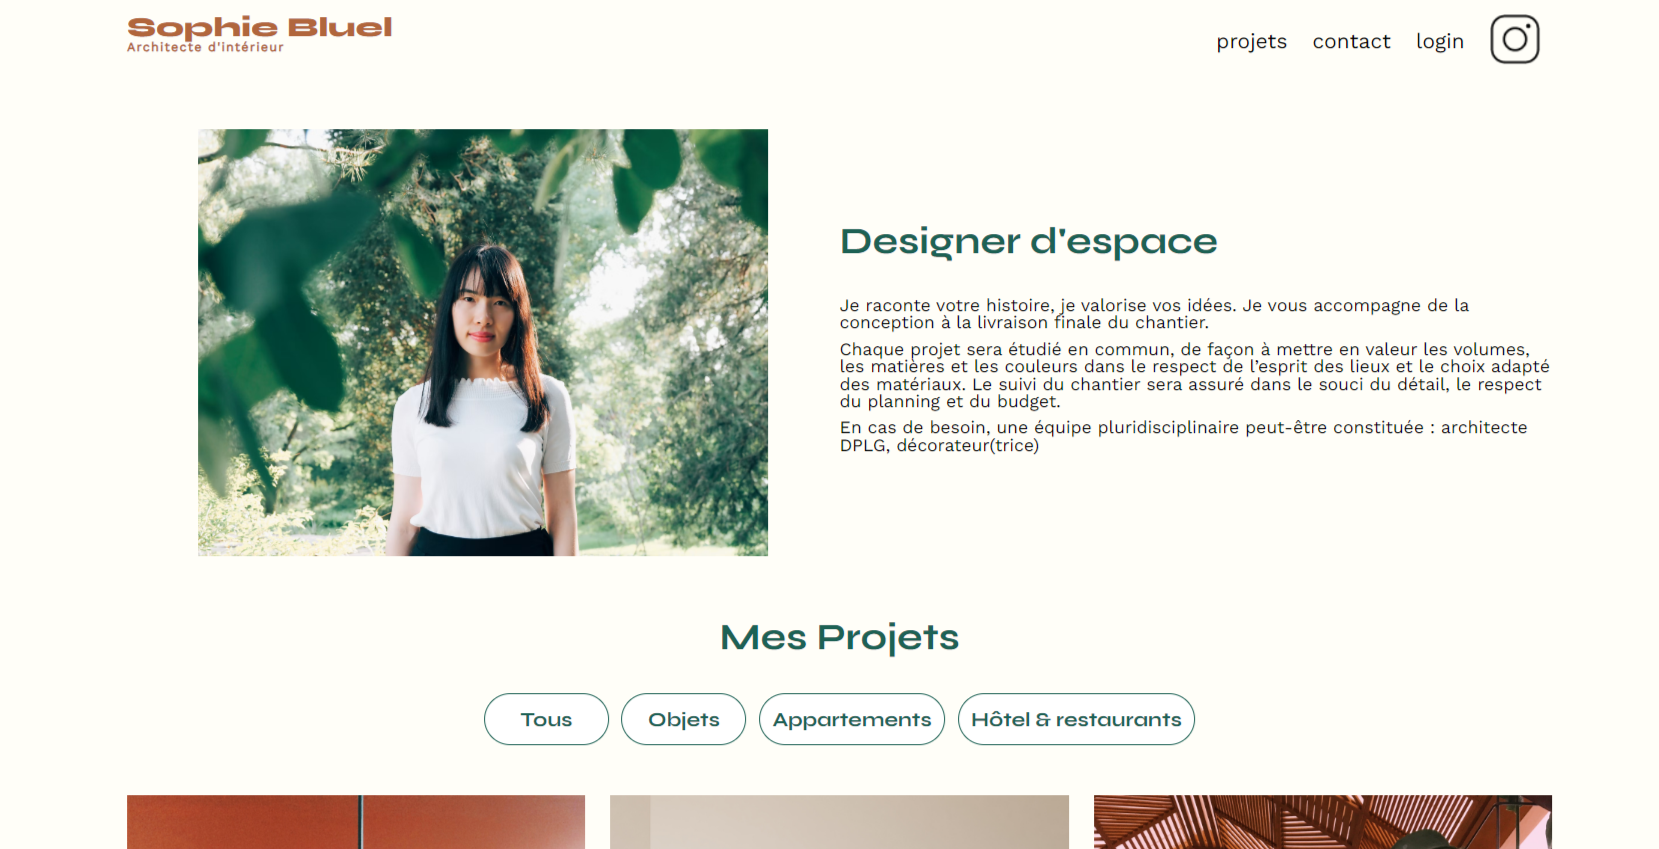 Sophie Bluel
Architecte d'intérieur
projets contact login
Designer d'espace
Je raconte votre histoire, je valorise vos idées. Je vous accompagne de la
conception à la livraison finale du chantier.
Chaque projet sera étudié en commun, de façon à mettre en valeur les volumes,
les matières et les couleurs dans le respect de l’esprit des lieux et le choix adapté
des matériaux. Le suivi du chantier sera assuré dans le souci du détail, le respect
du planning et du budget.
En cas de besoin, une équipe pluridisciplinaire peut-être constituée : architecte
DPLG, décorateur(trice)
Mes Projets
Tous Objets Appartements Hôtel & restaurants